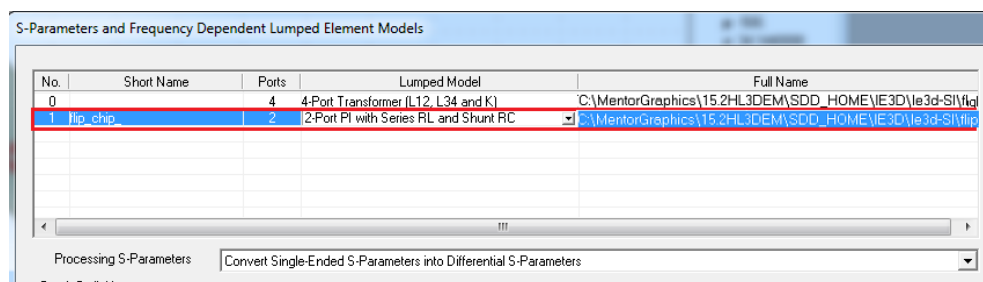 S-Parameters and Frequency Dependent Lumped Element Models
No. Short Name Ports Lumped Model Full Name
0 4 4-Port Transformer (L12, L34 and K) C:\MentorGraphics\15.2HL3DEM\SDD_HOME\IE3D\Ie3d-SI\fligl
1 flip_chip_ 2 2-Port PI with Series RL and Shunt RC C:\MentorGraphics\15.2HL3DEM\SDD_HOME\IE3D\Ie3d-SI\flip
Processing S-Parameters Convert Single-Ended S-Parameters into Differential S-Parameters